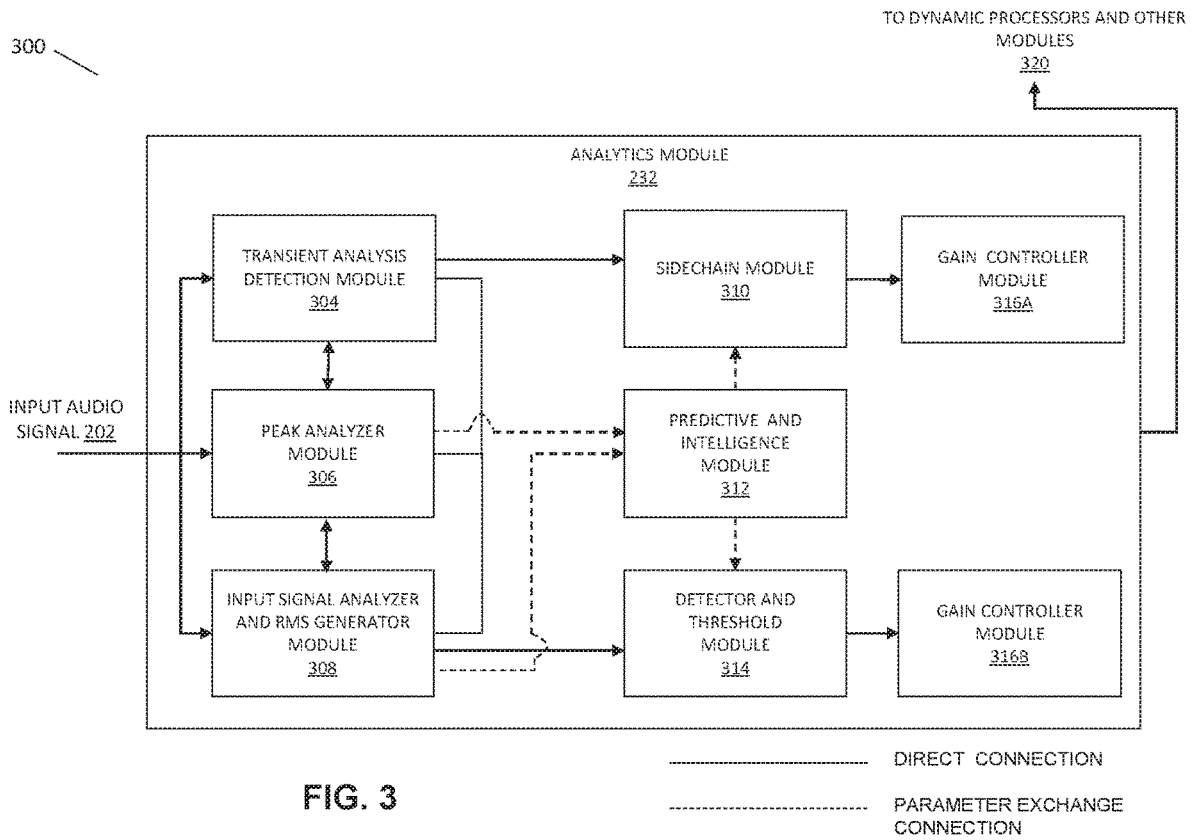 TO DYNAMIC PROCESSORS AND OTHER
MODULES
320
300
ANALYTICS MODULE
232
TRANSIENT ANALYSIS
DETECTION MODULE
304
SIDECHAIN MODULE
310
GAIN CONTROLLER
MODULE
316A
INPUT AUDIO
SIGNAL 202
PEAK ANALYZER
MODULE
306
PREDICTIVE AND
INTELLIGENCE
MODULE
312
INPUT SIGNAL ANALYZER
AND RMS GENERATOR
MODULE
308
DETECTOR AND
THRESHOLD
MODULE
314
GAIN CONTROLLER
MODULE
316B
DIRECT CONNECTION
FIG. 3
PARAMETER EXCHANGE
CONNECTION